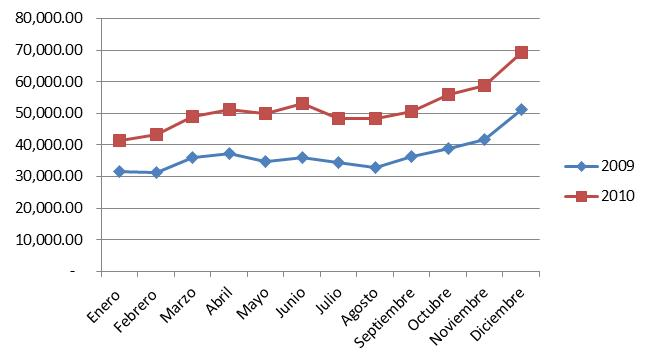 80,000.00
70,000.00
60,000.00
50,000.00
40,000.00
30,000.00
20,000.00
10,000.00
-
Enero
Febrero
Marzo
Abril
Mayo
Junio
Julio
Agosto
Septiembre
Octubre
Noviembre
Diciembre
2009
2010